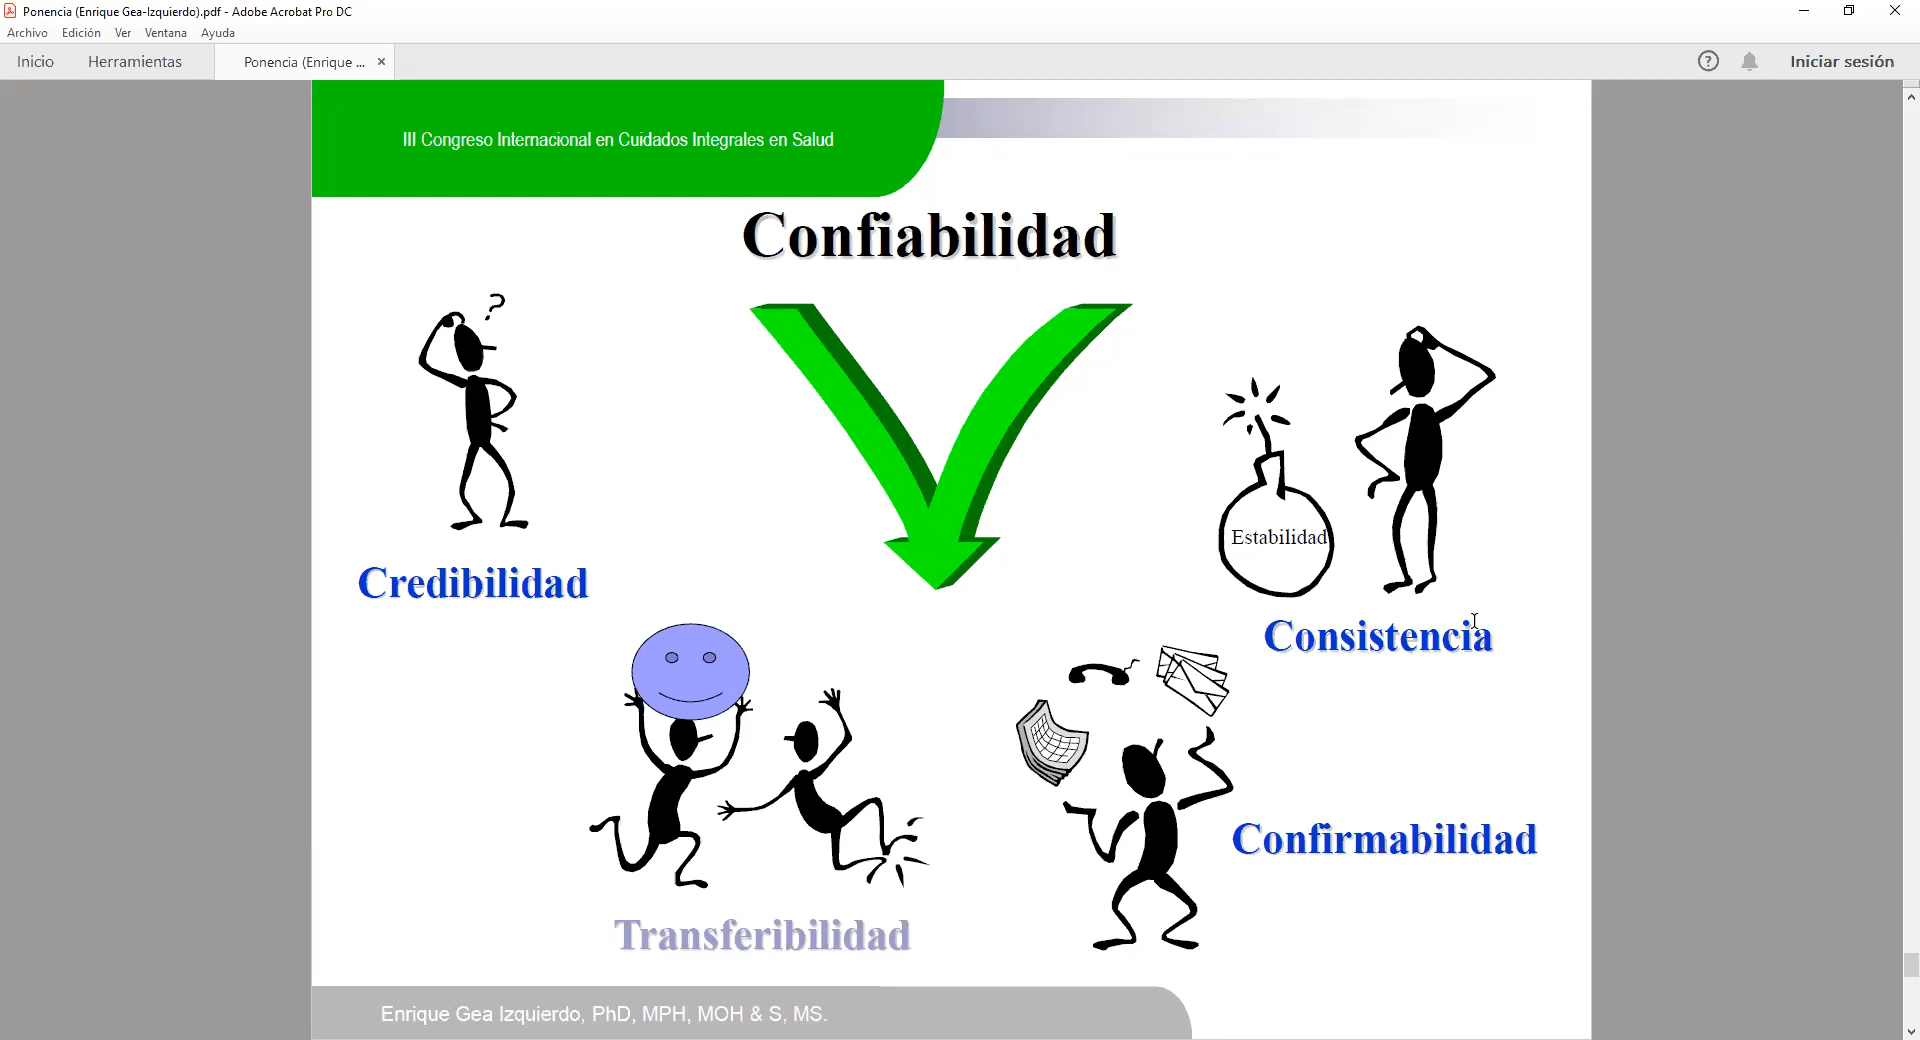 Ponencia (Enrique Gea-Izquierdo).pdf - Adobe Acrobat Pro DC
Archivo Edición Ver Ventana Ayuda
Inicio Herramientas Ponencia (Enrique ... × ? Iniciar sesión
III Congreso Internacional en Cuidados Integrales en Salud
Confiabilidad
?
Estabilidad
Credibilidad
Consistencia
Confirmabilidad
Transferibilidad
Enrique Gea Izquierdo, PhD, MPH, MOH & S, MS.